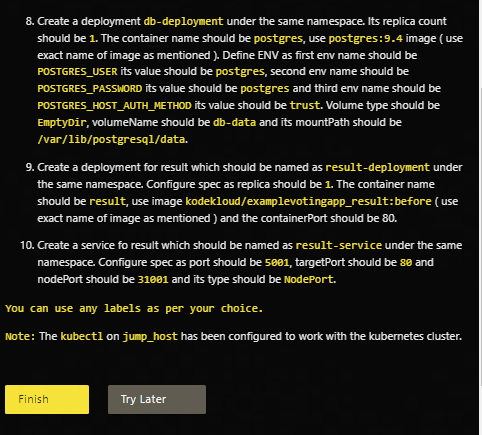 8. Create a deployment db-deployment under the same namespace. Its replica count
should be 1. The container name should be postgres, use postgres:9.4 image ( use
exact name of image as mentioned ). Define ENV as first env name should be
POSTGRES_USER its value should be postgres, second env name should be
POSTGRES_PASSWORD its value should be postgres and third env name should be
POSTGRES_HOST_AUTH_METHOD its value should be trust. Volume type should be
EmptyDir, volumeName should be db-data and its mountPath should be
/var/lib/postgresql/data.
9. Create a deployment for result which should be named as result-deployment under
the same namespace. Configure spec as replica should be 1. The container name
should be result, use image kodekloud/examplevotingapp_result:before ( use
exact name of image as mentioned ) and the containerPort should be 80.
10. Create a service fo result which should be named as result-service under the same
namespace. Configure spec as port should be 5001, targetPort should be 80 and
nodePort should be 31001 and its type should be NodePort.
You can use any labels as per your choice.
Note: The kubectl on jump_host has been configured to work with the kubernetes cluster.
Finish
Try Later